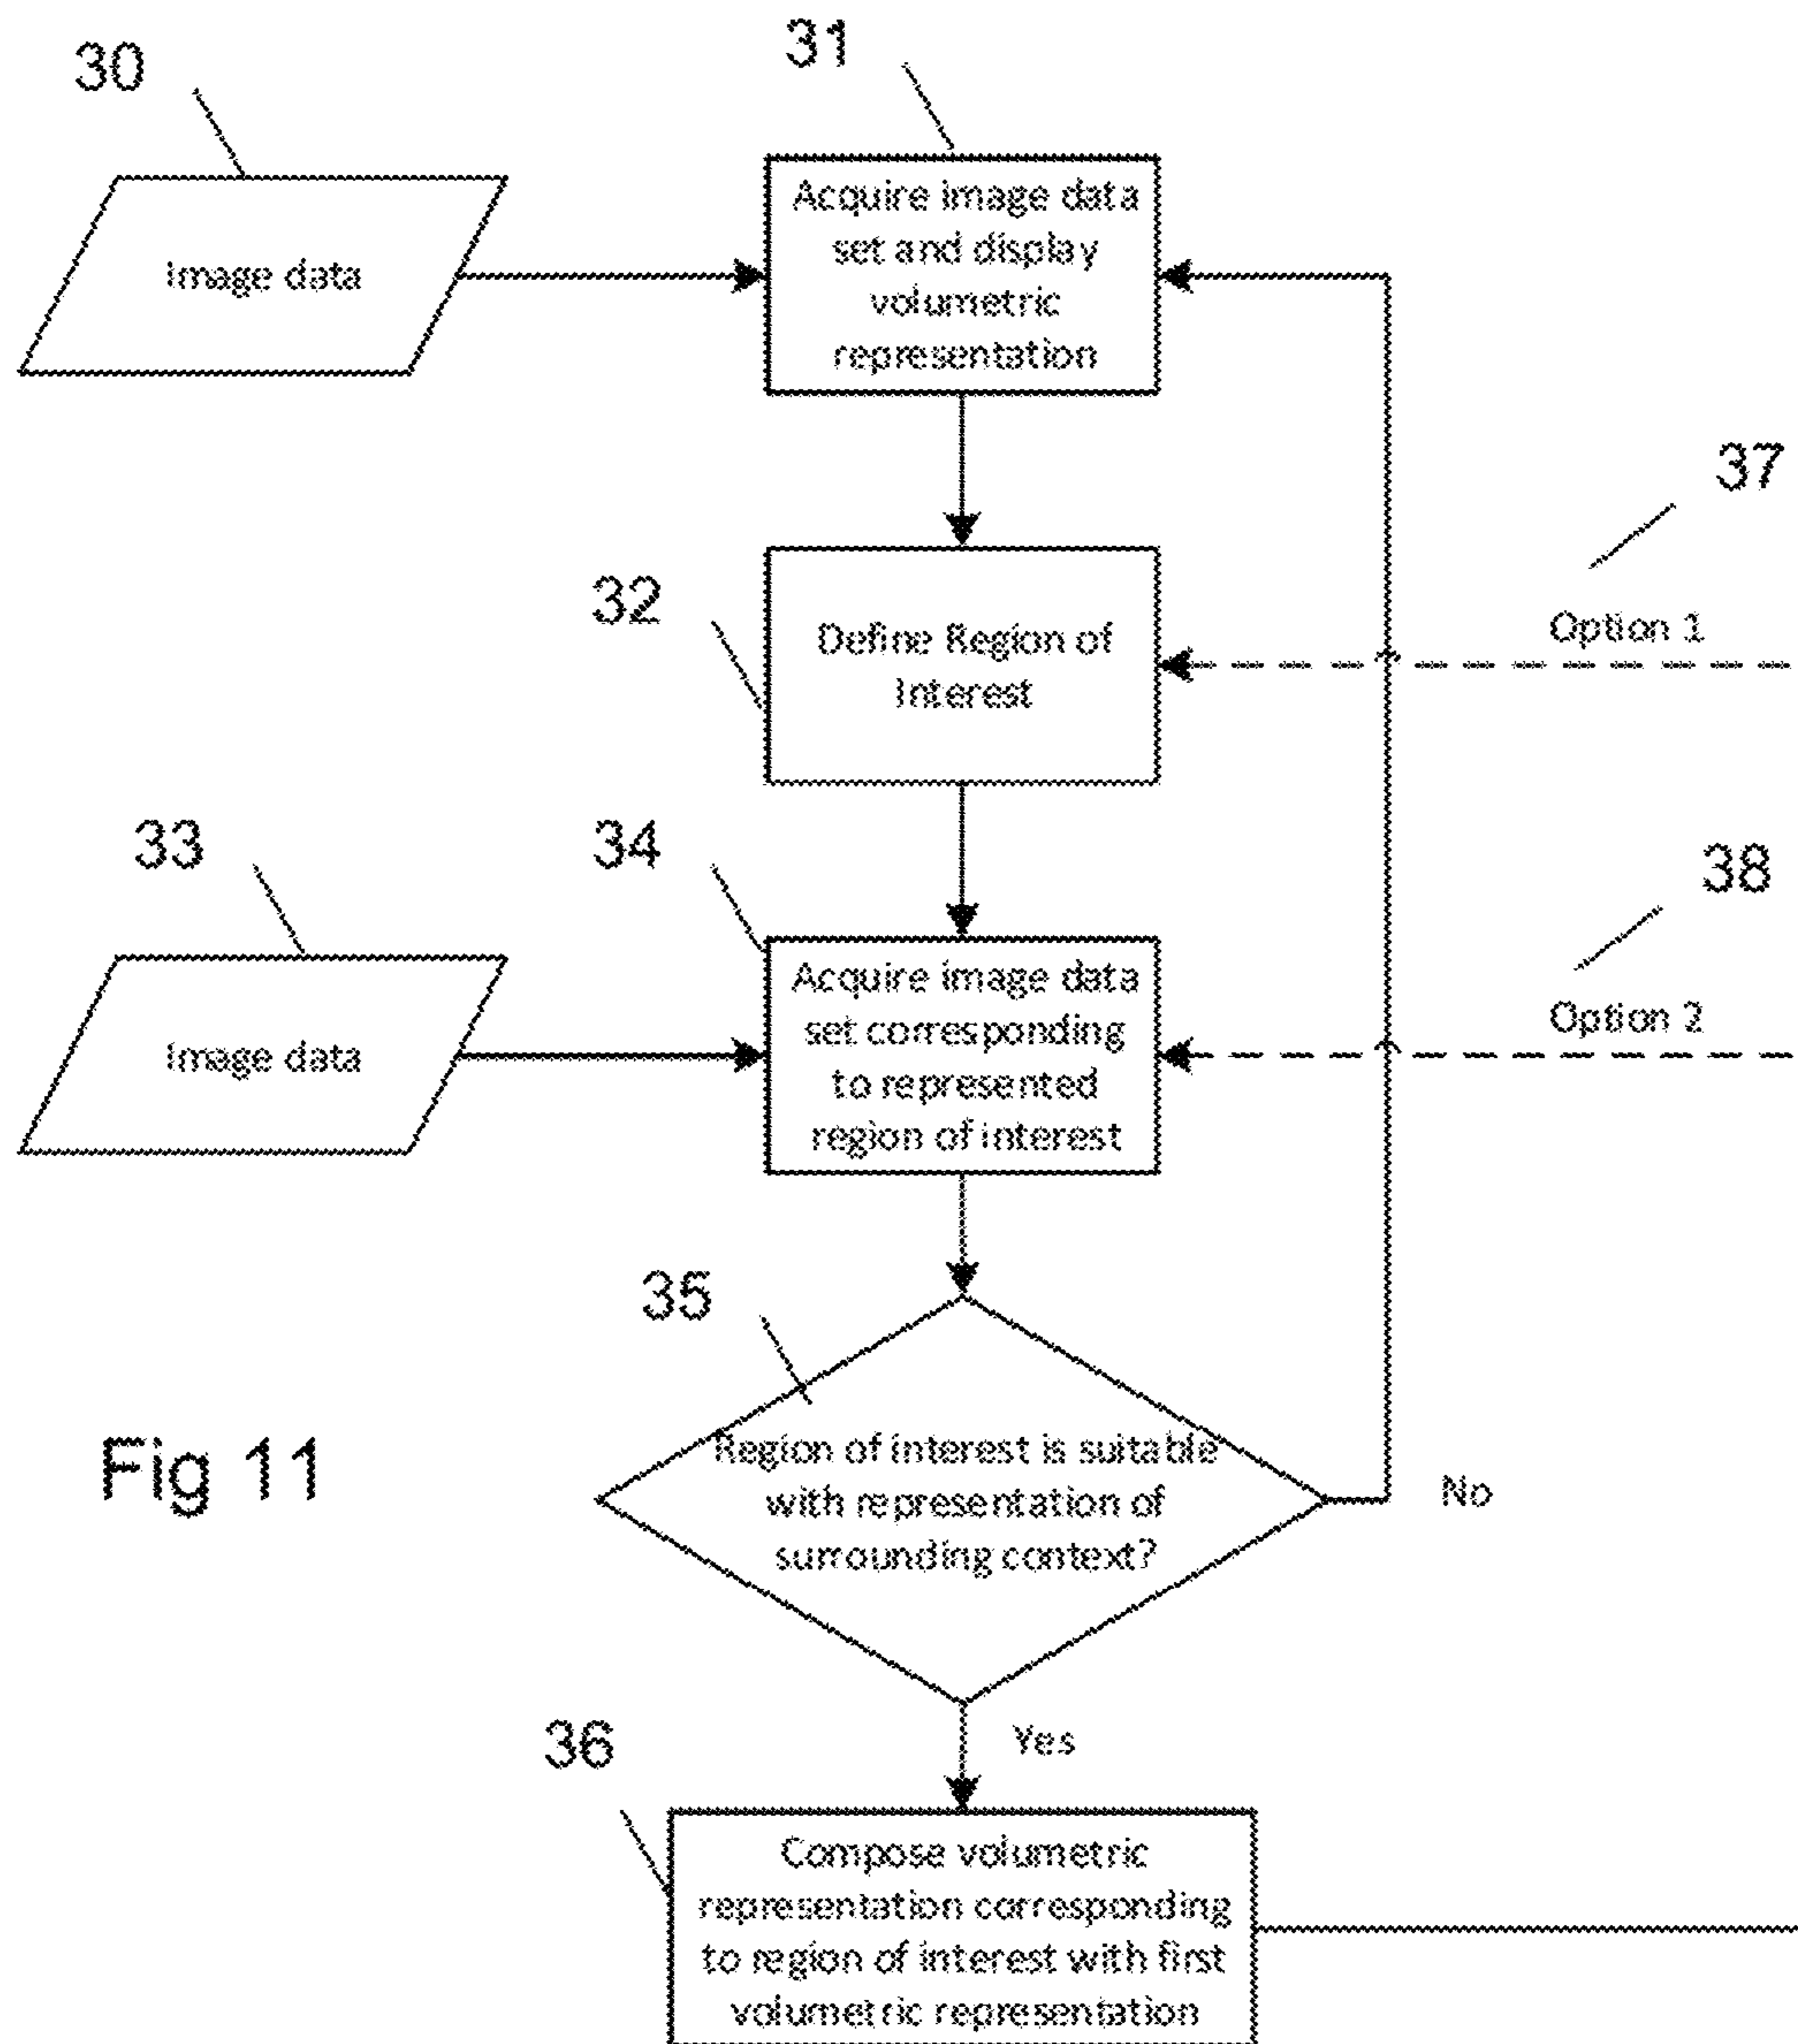 30
31
Image data
Acquire image data
set and display
volumetric
representation
37
32
Define Region of
Interest
Option 1
33
34
38
Image data
Acquire image data
set corresponding
to represented
region of interest
Option 2
35
Fig 11
Region of interest is suitable
with representation of
surrounding context?
No
Yes
36
Compose volumetric
representation corresponding
to region of interest with first
volumetric representation